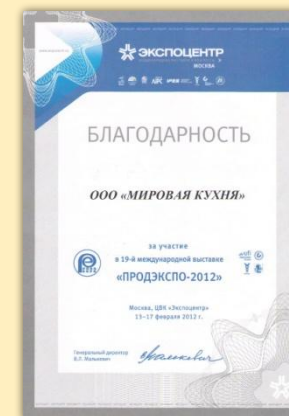 ЭКСПОЦЕНТР
МОСКВА
БЛАГОДАРНОСТЬ
ООО «МИРОВАЯ КУХНЯ»
за участие
в 19-й международной выставке
«ПРОДЭКСПО-2012»
Москва, ЦВК «Экспоцентр»
13–17 февраля 2012 г.
Генеральный директор
В.Л. Малькевич